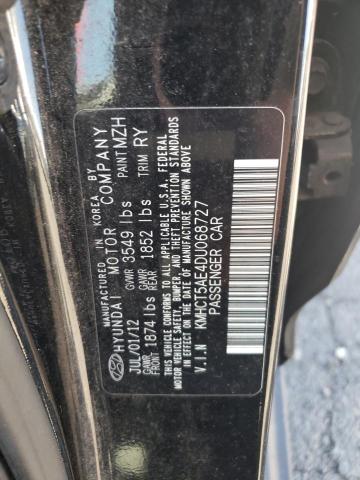 MANUFACTURED IN KOREA BY
HYUNDAI MOTOR COMPANY
JUL/01/12 GVWR 3549 lbs PAINT MZH
GAWR FRONT 1874 lbs GAWR REAR 1852 lbs TRIM RY
THIS VEHICLE CONFORMS TO ALL APPLICABLE U.S.A. FEDERAL
MOTOR VEHICLE SAFETY, BUMPER, AND THEFT PREVENTION STANDARDS
IN EFFECT ON THE DATE OF MANUFACTURE SHOWN ABOVE
V.I.N KMHCT5AE4DU068727
PASSENGER CAR